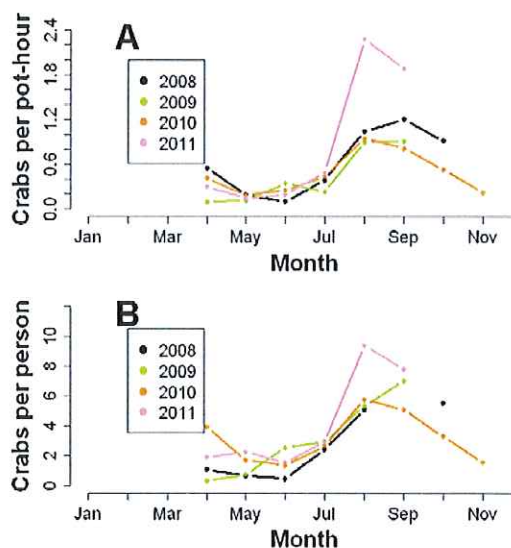 A
Crabs per pot-hour
2.4
1.8
1.2
0.6
0.0
2008
2009
2010
2011
Jan Mar May Jul Sep Nov
Month
B
Crabs per person
10
8
6
4
2
0
2008
2009
2010
2011
Jan Mar May Jul Sep Nov
Month